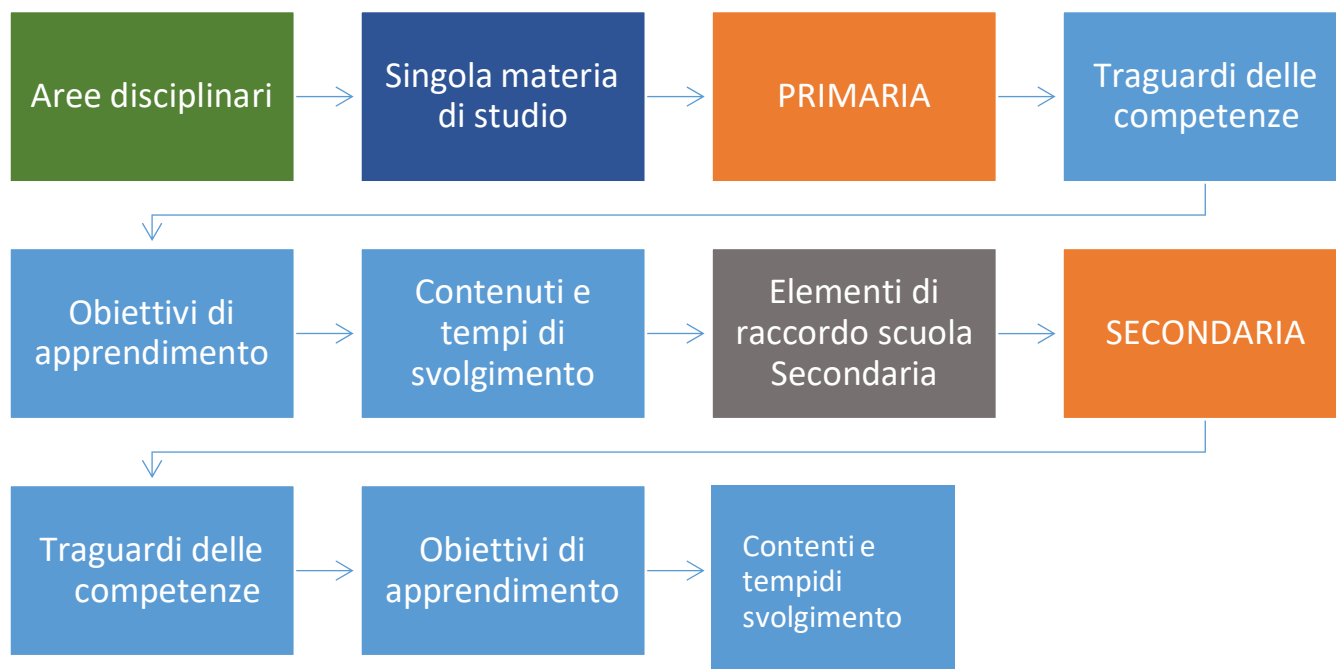 Aree disciplinari
Singola materia
di studio
PRIMARIA
Traguardi delle
competenze
Obiettivi di
apprendimento
Contenuti e
tempi di
svolgimento
Elementi di
raccordo scuola
Secondaria
SECONDARIA
Traguardi delle
competenze
Obiettivi di
apprendimento
Contenti e
tempidi
svolgimento